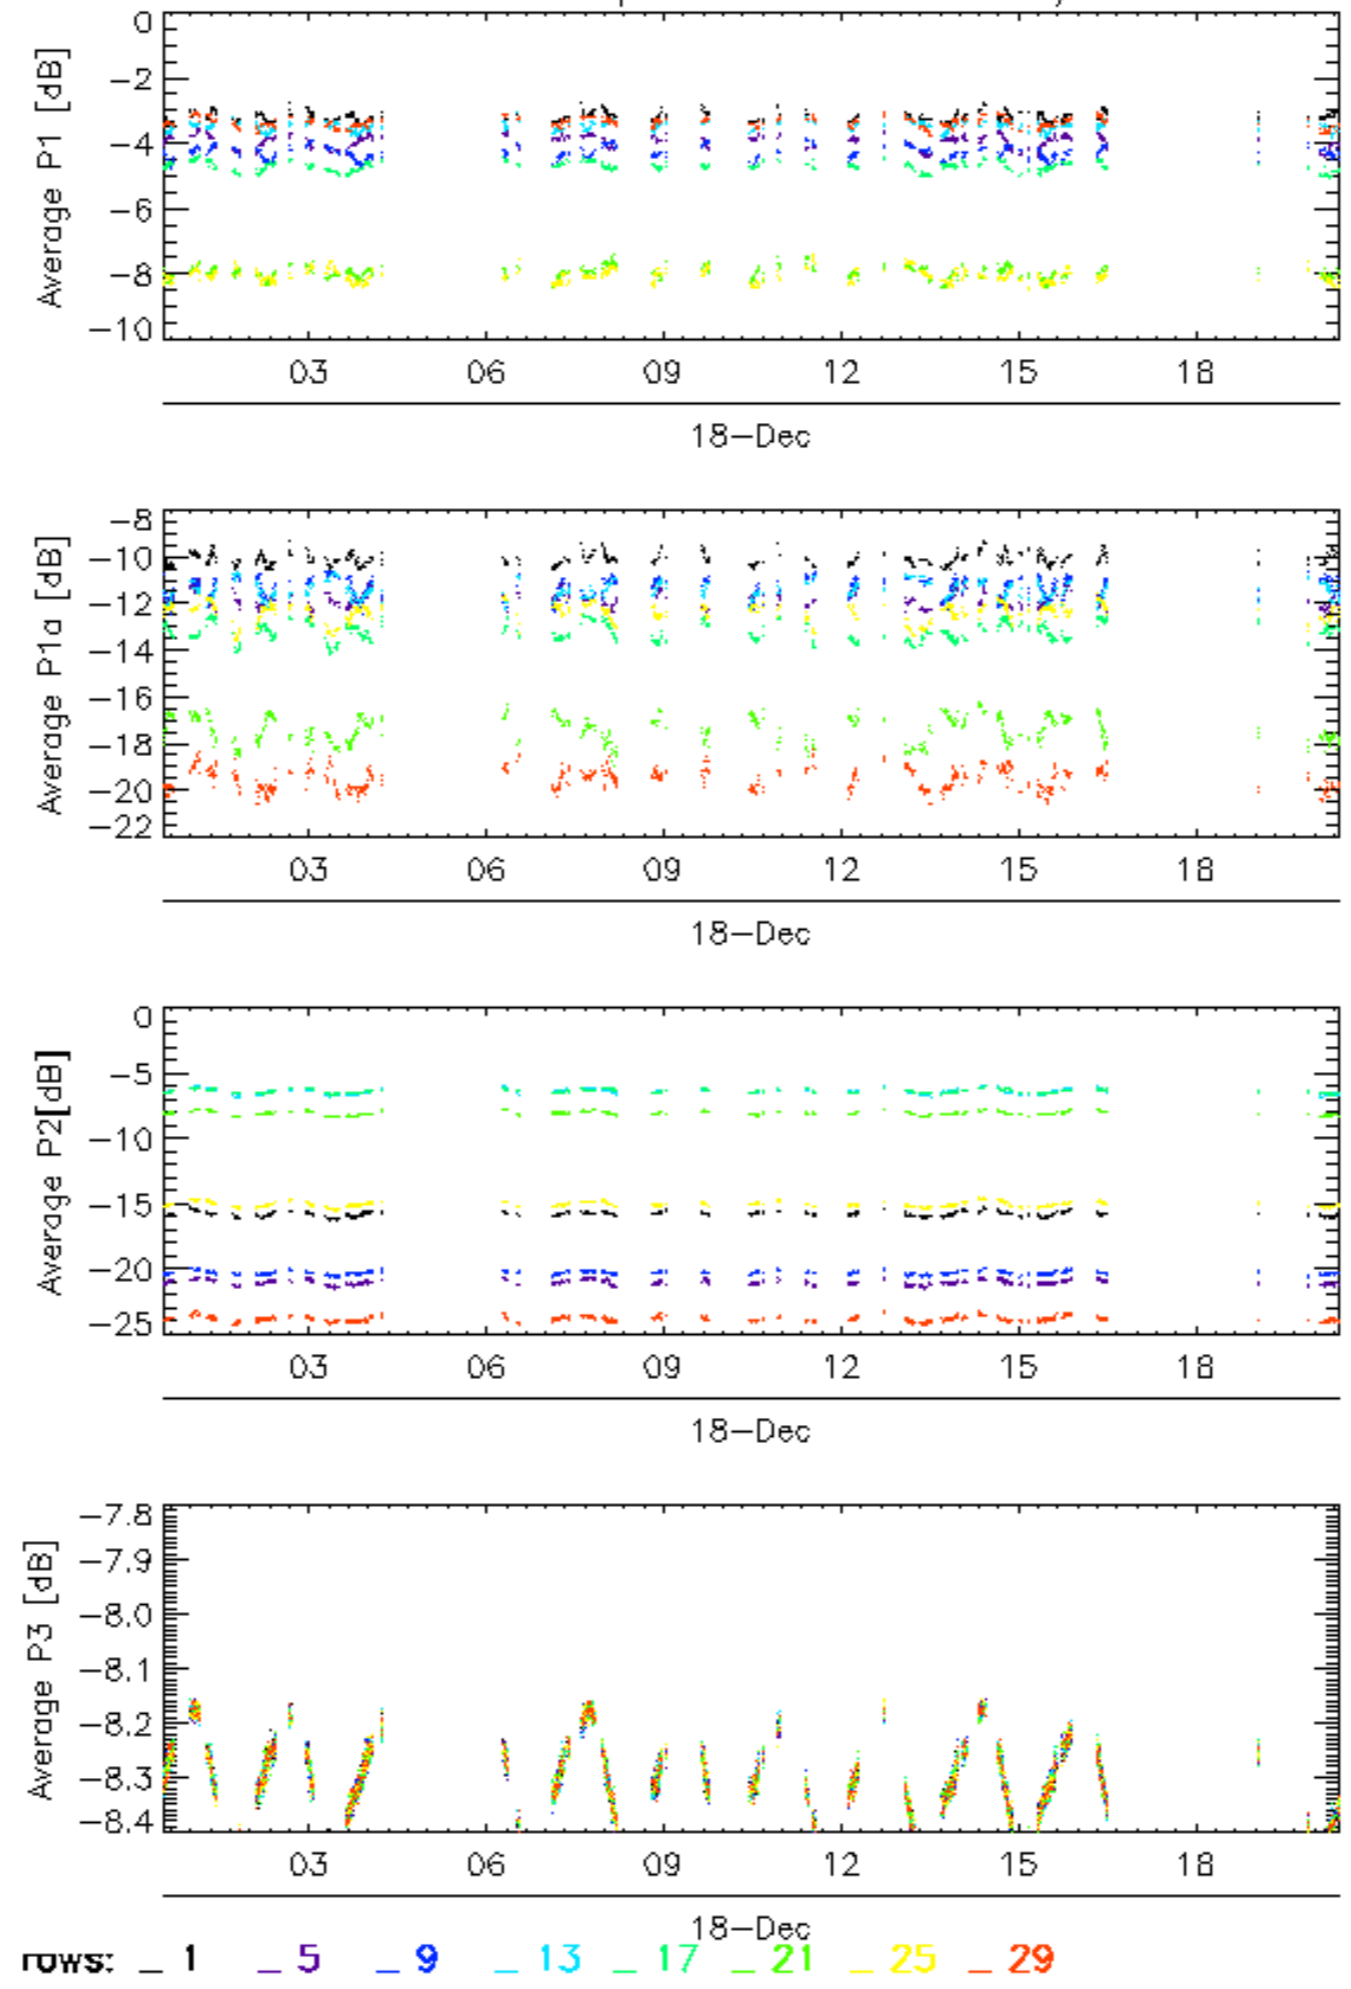 0
-2
-4
-6
-8
-10
Average P1 [dB]
03 06 09 12 15 18
18-Dec
-8
-10
-12
-14
-16
-18
-20
-22
Average P1a [dB]
03 06 09 12 15 18
18-Dec
0
-5
-10
-15
-20
-25
Average P2[dB]
03 06 09 12 15 18
18-Dec
-7.8
-7.9
-8.0
-8.1
-8.2
-8.3
-8.4
Average P3 [dB]
03 06 09 12 15 18
18-Dec
rows: _ 1 _ 5 _ 9 _ 13 _ 17 _ 21 _ 25 _ 29